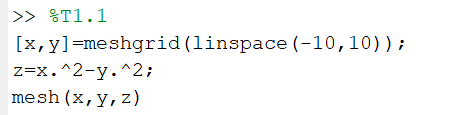 >> %T1.1
[x,y]=meshgrid(linspace(-10,10));
z=x.^2-y.^2;
mesh(x,y,z)